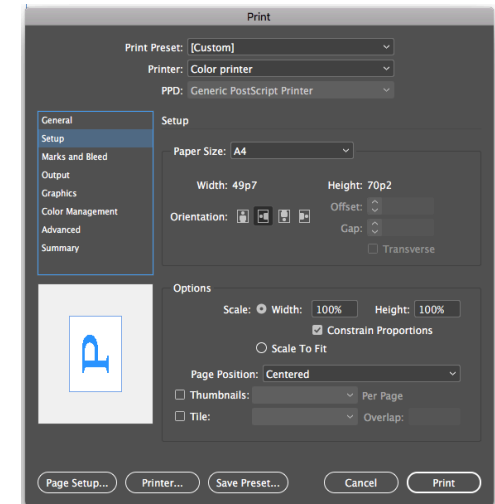 Print
Print Preset: [Custom]
Printer: Color printer
PPD: Generic PostScript Printer
General
Setup
Marks and Bleed
Output
Graphics
Color Management
Advanced
Summary
Setup
Paper Size: A4
Width: 49p7 Height: 70p2
Orientation: Offset:
Gap:
Transverse
Options
Scale: Width: 100% Height: 100%
Constrain Proportions
Scale To Fit
Page Position: Centered
Thumbnails: Per Page
Tile: Overlap:
P
Page Setup... Printer... Save Preset... Cancel Print